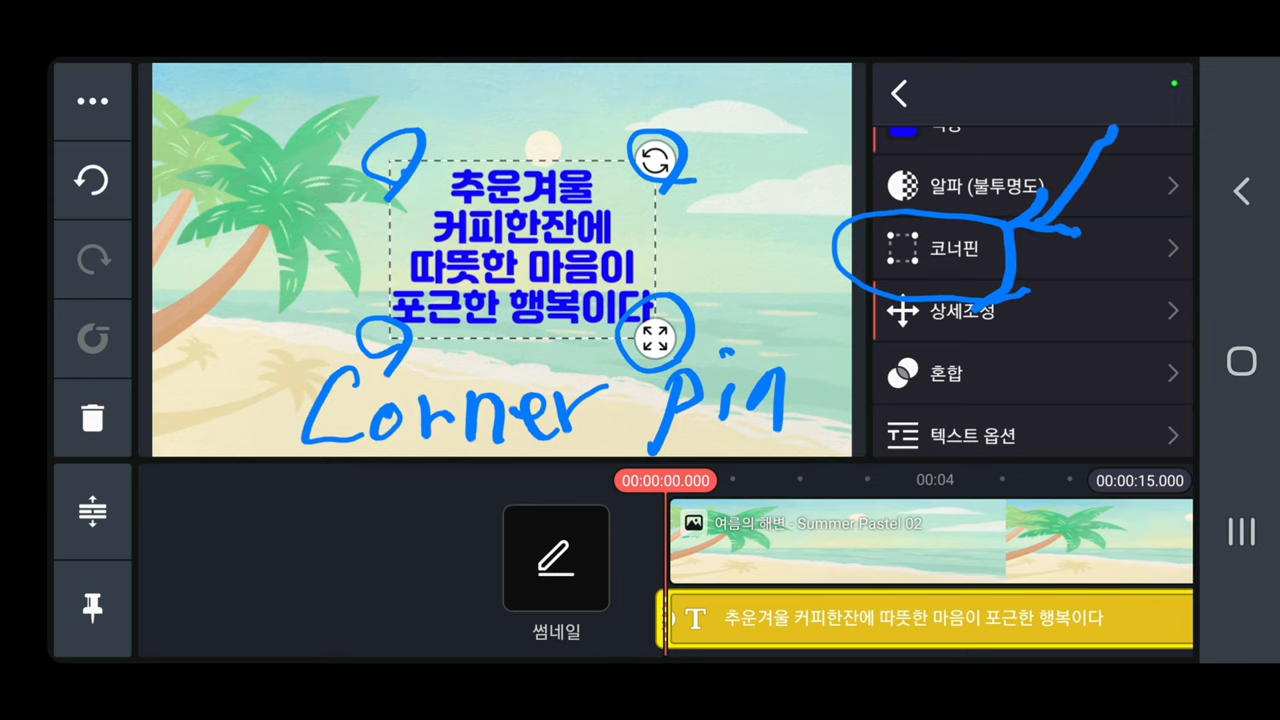 추운겨울
커피한잔에
따뜻한 마음이
포근한 행복이다
Corner pin
알파 (불투명도)
코너핀
상세조정
혼합
텍스트 옵션
00:00:00.000
00:04
00:00:15.000
여름의 해변 - Summer Pastel 02
썸네일
T 추운겨울 커피한잔에 따뜻한 마음이 포근한 행복이다